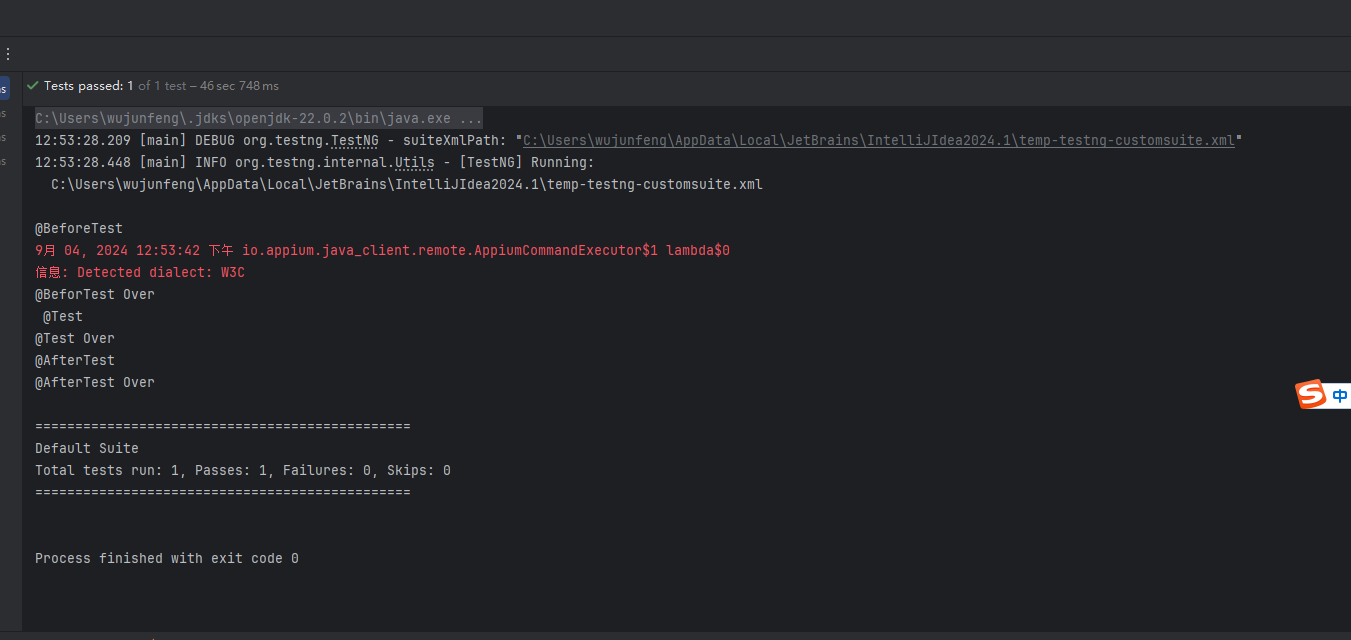 ✓ Tests passed: 1 of 1 test – 46 sec 748 ms
C:\Users\wujunfeng\.jdks\openjdk-22.0.2\bin\java.exe ...
12:53:28.209 [main] DEBUG org.testng.TestNG - suiteXmlPath: "C:\Users\wujunfeng\AppData\Local\JetBrains\IntelliJIdea2024.1\temp-testng-customsuite.xml"
12:53:28.448 [main] INFO org.testng.internal.Utils - [TestNG] Running:
C:\Users\wujunfeng\AppData\Local\JetBrains\IntelliJIdea2024.1\temp-testng-customsuite.xml
@BeforeTest
9月 04, 2024 12:53:42 下午 io.appium.java_client.remote.AppiumCommandExecutor$1 lambda$0
信息: Detected dialect: W3C
@BeforTest Over
@Test
@Test Over
@AfterTest
@AfterTest Over
===============================================
Default Suite
Total tests run: 1, Passes: 1, Failures: 0, Skips: 0
===============================================
Process finished with exit code 0
S 中